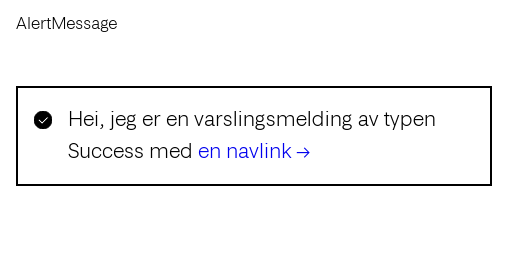 AlertMessage
Hei, jeg er en varslingsmelding av typen
Success med en navlink →